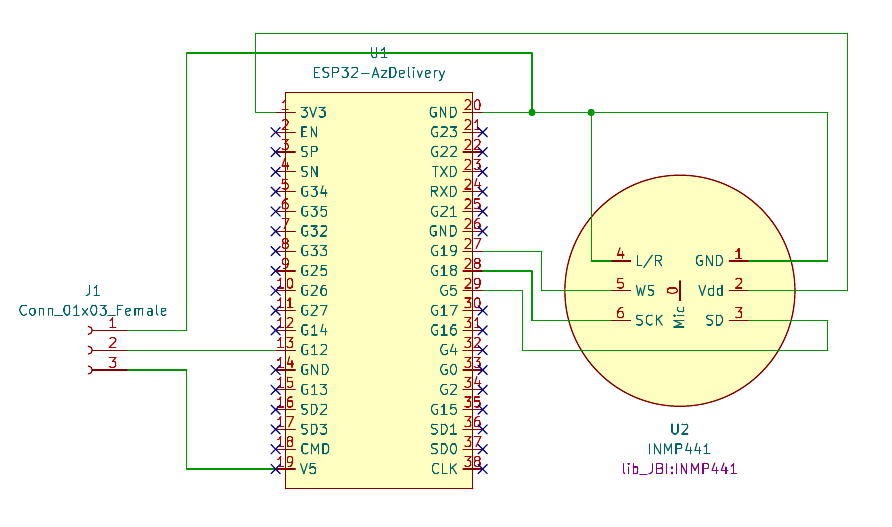 U1
ESP32-AzDelivery
1 3V3 GND 20
2 EN G23 21
3 SP G22 22
4 SN TXD 23
5 G34 RXD 24
6 G35 G21 25
7 G32 GND 26
8 G33 G19 27
9 G25 G18 28
10 G26 G5 29
11 G27 G17 30
12 G14 G16 31
13 G12 G4 32
14 GND G0 33
15 G13 G2 34
16 SD2 G15 35
17 SD3 SD1 36
18 CMD SD0 37
19 V5 CLK 38
J1
Conn_01x03_Female
1
2
3
4 L/R GND 1
5 WS Vdd 2
6 SCK SD 3
Mic O
U2
INMP441
lib_JBI:INMP441